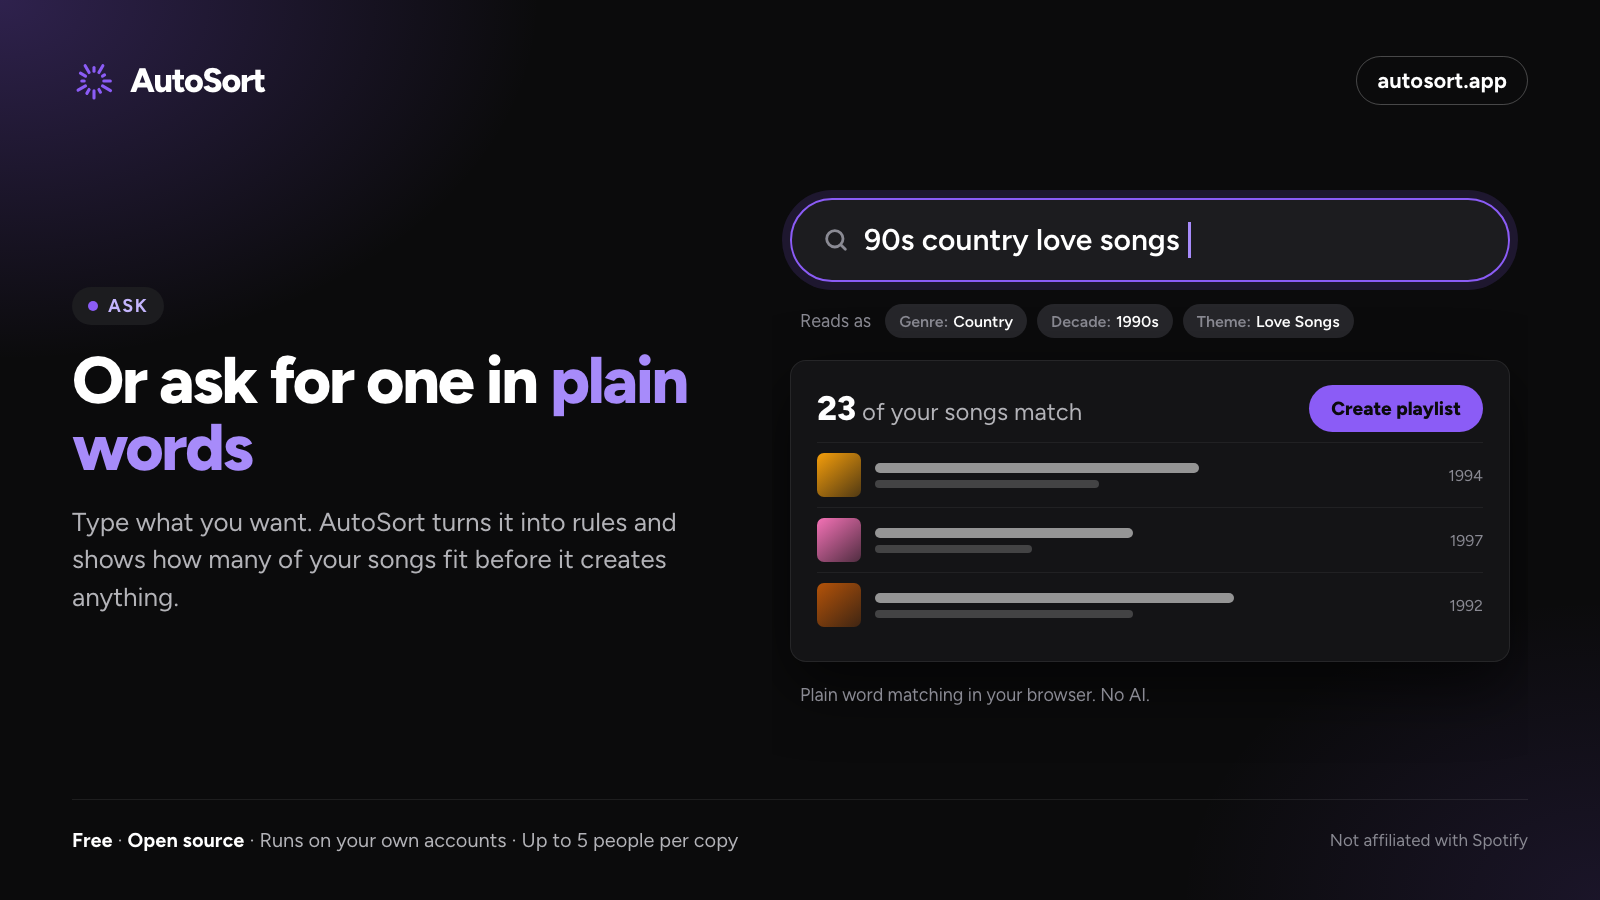 AutoSort
autosort.app
ASK
Or ask for one in plain
words
Type what you want. AutoSort turns it into rules and
shows how many of your songs fit before it creates
anything.
90s country love songs
Reads as Genre: Country Decade: 1990s Theme: Love Songs
23 of your songs match Create playlist
1994
1997
1992
Plain word matching in your browser. No AI.
Free · Open source · Runs on your own accounts · Up to 5 people per copy
Not affiliated with Spotify